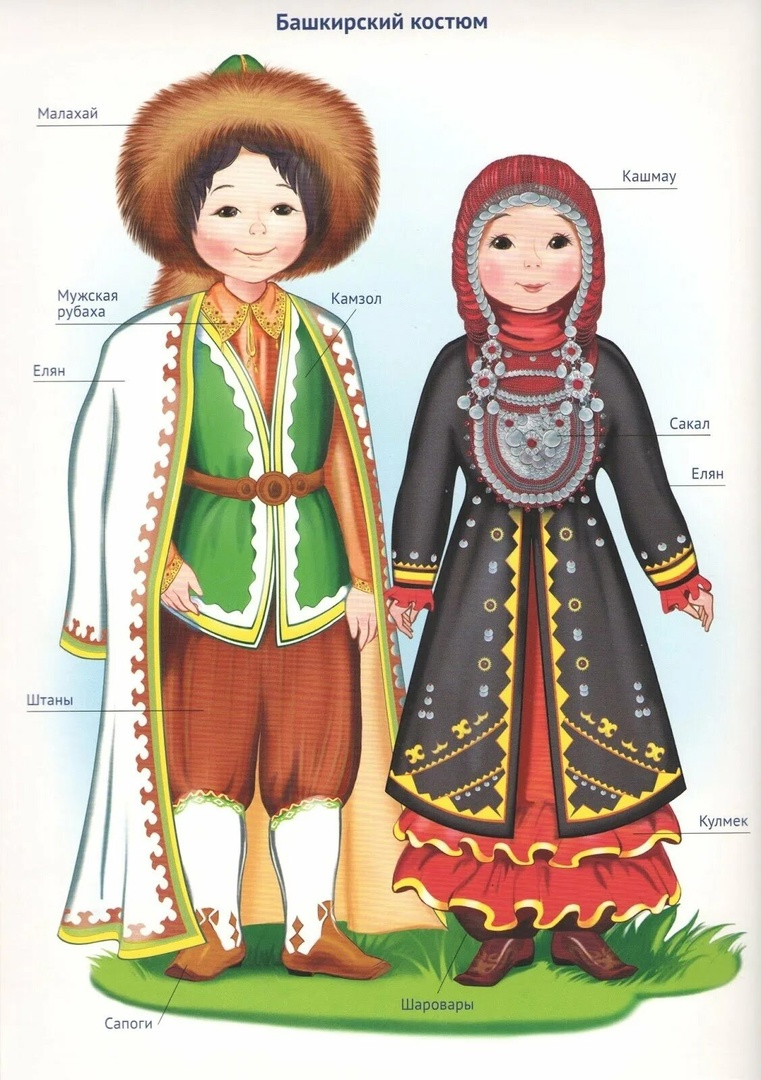 Башкирский костюм
Малахай
Кашмау
Мужская
рубаха
Камзол
Елян
Сакал
Елян
Штаны
Кулмек
Шаровары
Сапоги